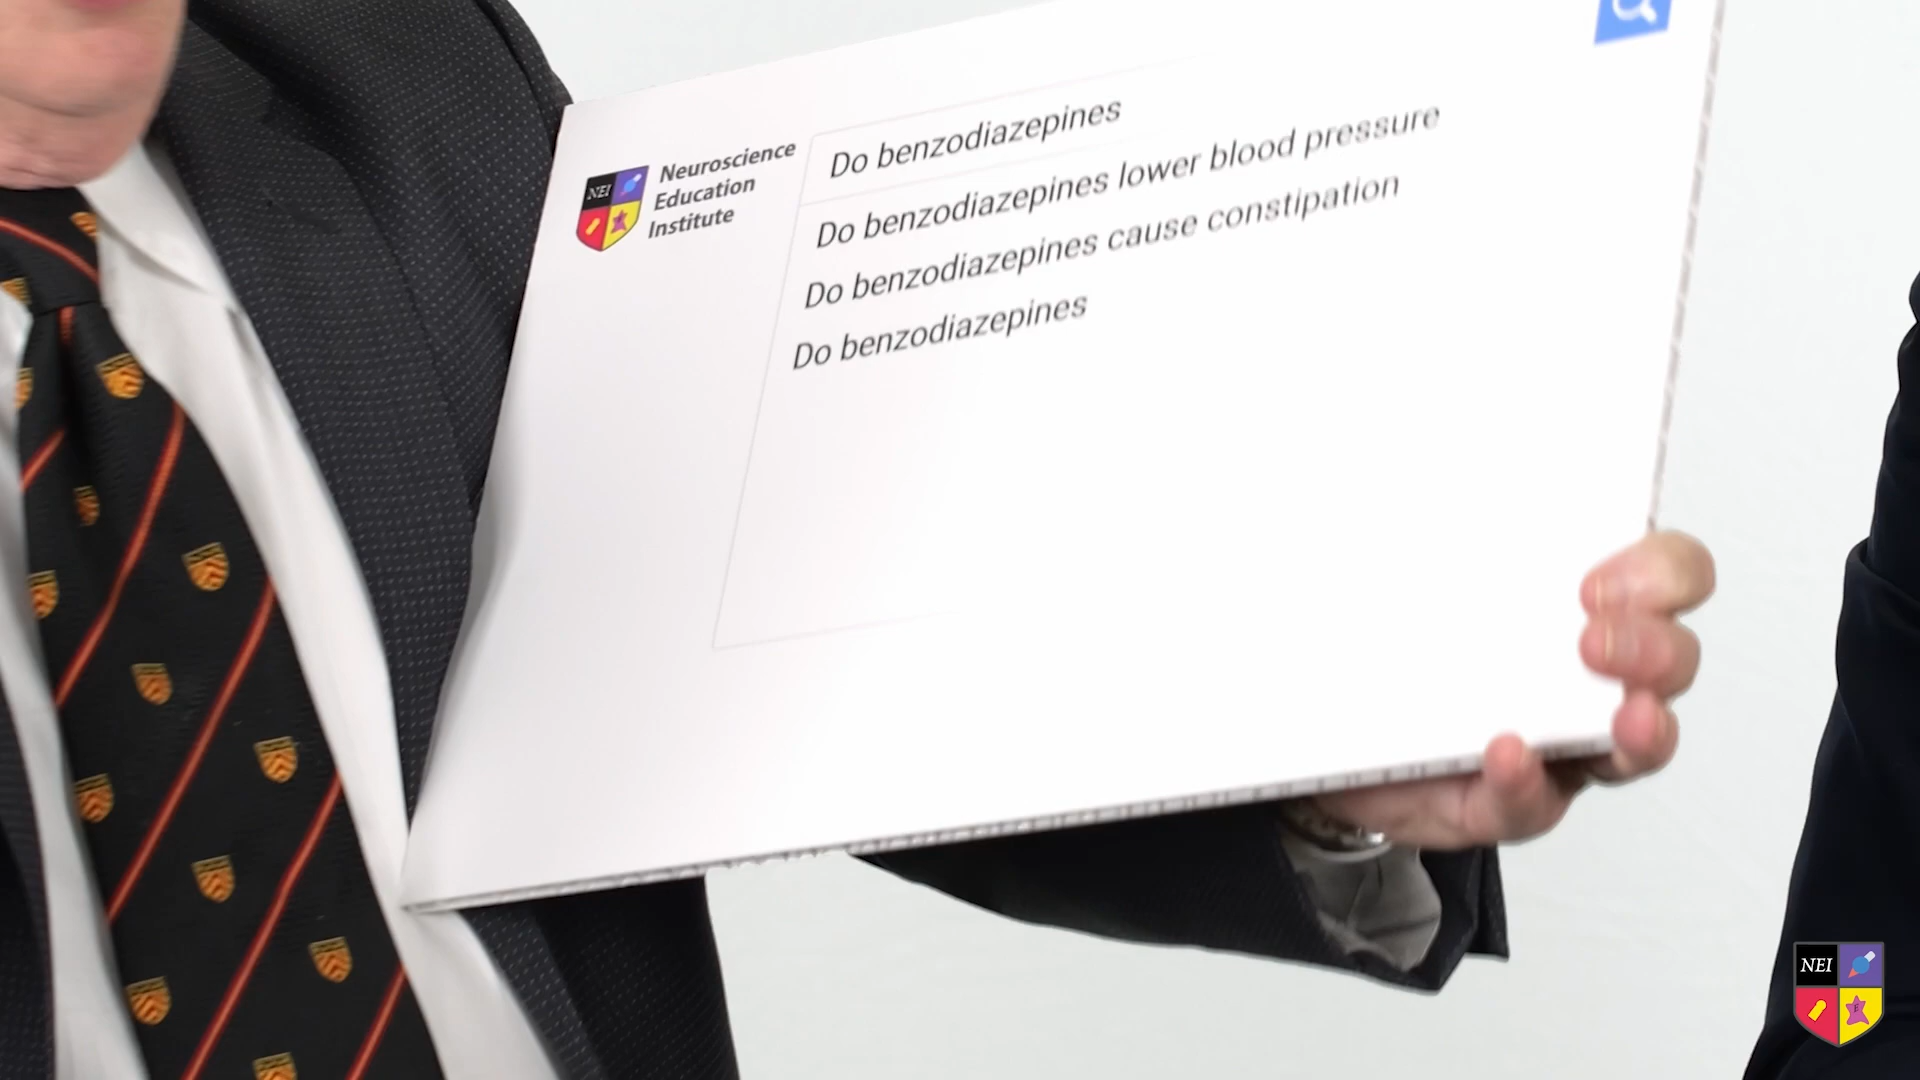 Neuroscience
Education
Institute
NEI
Do benzodiazepines
Do benzodiazepines lower blood pressure
Do benzodiazepines cause constipation
Do benzodiazepines
NEI